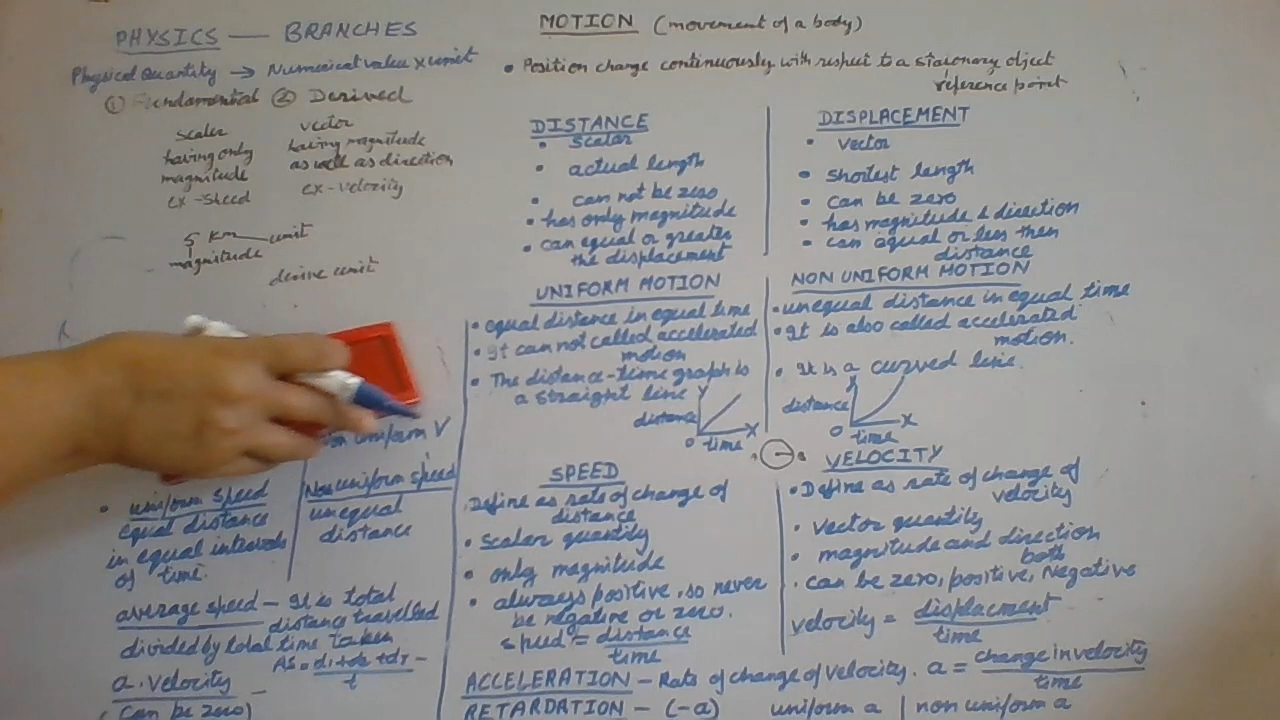 PHYSICS — BRANCHES
Physical Quantity → Numerical value x unit
① Fundamental ② Derived
scalar
having only
magnitude
ex - speed
vector
having magnitude
as well as direction
ex - velocity
5 km — unit
magnitude
derive unit
MOTION (movement of a body)
• Position change continuously with respect to a stationary object
reference point
DISTANCE
• scalar
• actual length
• can not be zero
• has only magnitude
• can equal or greater
the displacement
DISPLACEMENT
• vector
• shortest length
• can be zero
• has magnitude & direction
• can equal or less then
distance
UNIFORM MOTION
• equal distance in equal time
• It can not called accelerated
motion
• The distance-time graph is
a straight line
Y
distance
O time X
NON UNIFORM MOTION
• unequal distance in equal time
• It is also called accelerated
motion.
• It is a curved line.
Y
distance
O time X
non uniform V
• uniform speed
equal distance
in equal intervals
of time.
Non uniform speed
unequal
distance
average speed - It is total
distance travelled
divided by total time taken
t
a. velocity —
(can be zero)
SPEED
Define as rate of change of
distance
• scalar quantity
• only magnitude
• always positive, so never
be negative or zero.
speed = distance
time
VELOCITY
• Define as rate of change of
velocity
• vector quantity
• magnitude and direction
both
• can be zero, positive, Negative
velocity = displacment
time
ACCELERATION — Rate of change of velocity. a = change in velocity
time
RETARDATION — (-a) uniform a | non uniform a